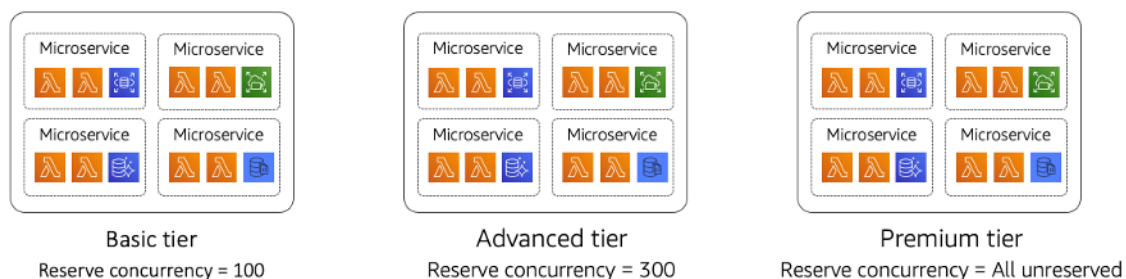 Microservice Microservice Microservice Microservice Microservice Microservice
Microservice Microservice Microservice Microservice Microservice Microservice
Basic tier Advanced tier Premium tier
Reserve concurrency = 100 Reserve concurrency = 300 Reserve concurrency = All unreserved